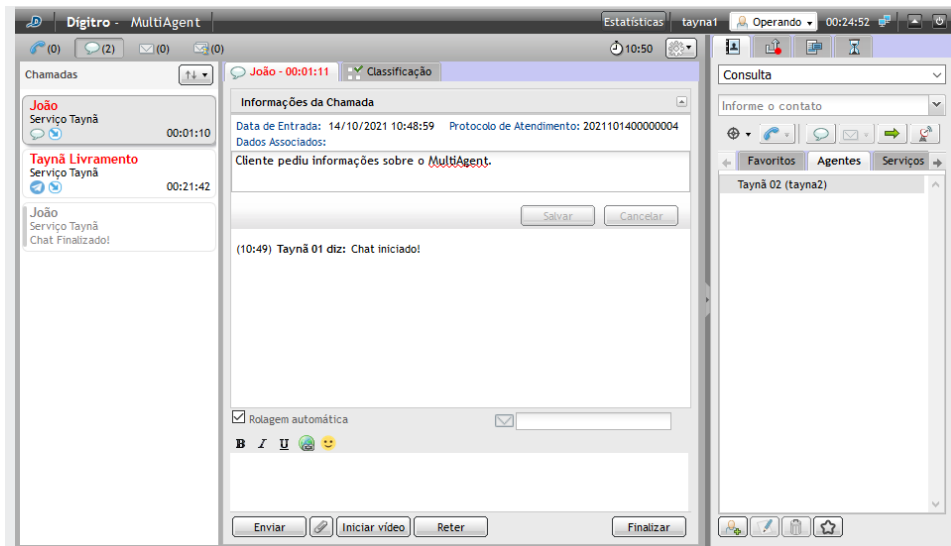 Dígitro - MultiAgent Estatísticas tayna1 Operando 00:24:52
(0) (2) (0) (0) 10:50
Chamadas João - 00:01:11 Classificação
João
Serviço Taynã
00:01:10
Taynã Livramento
Serviço Taynã
00:21:42
João
Serviço Taynã
Chat Finalizado!
Informações da Chamada
Data de Entrada: 14/10/2021 10:48:59 Protocolo de Atendimento: 2021101400000004
Dados Associados:
Cliente pediu informações sobre o MultiAgent.
Salvar Cancelar
(10:49) Taynã 01 diz: Chat iniciado!
Rolagem automática
B I U
Enviar Iniciar vídeo Reter Finalizar
Consulta
Informe o contato
Favoritos Agentes Serviços
Taynã 02 (tayna2)